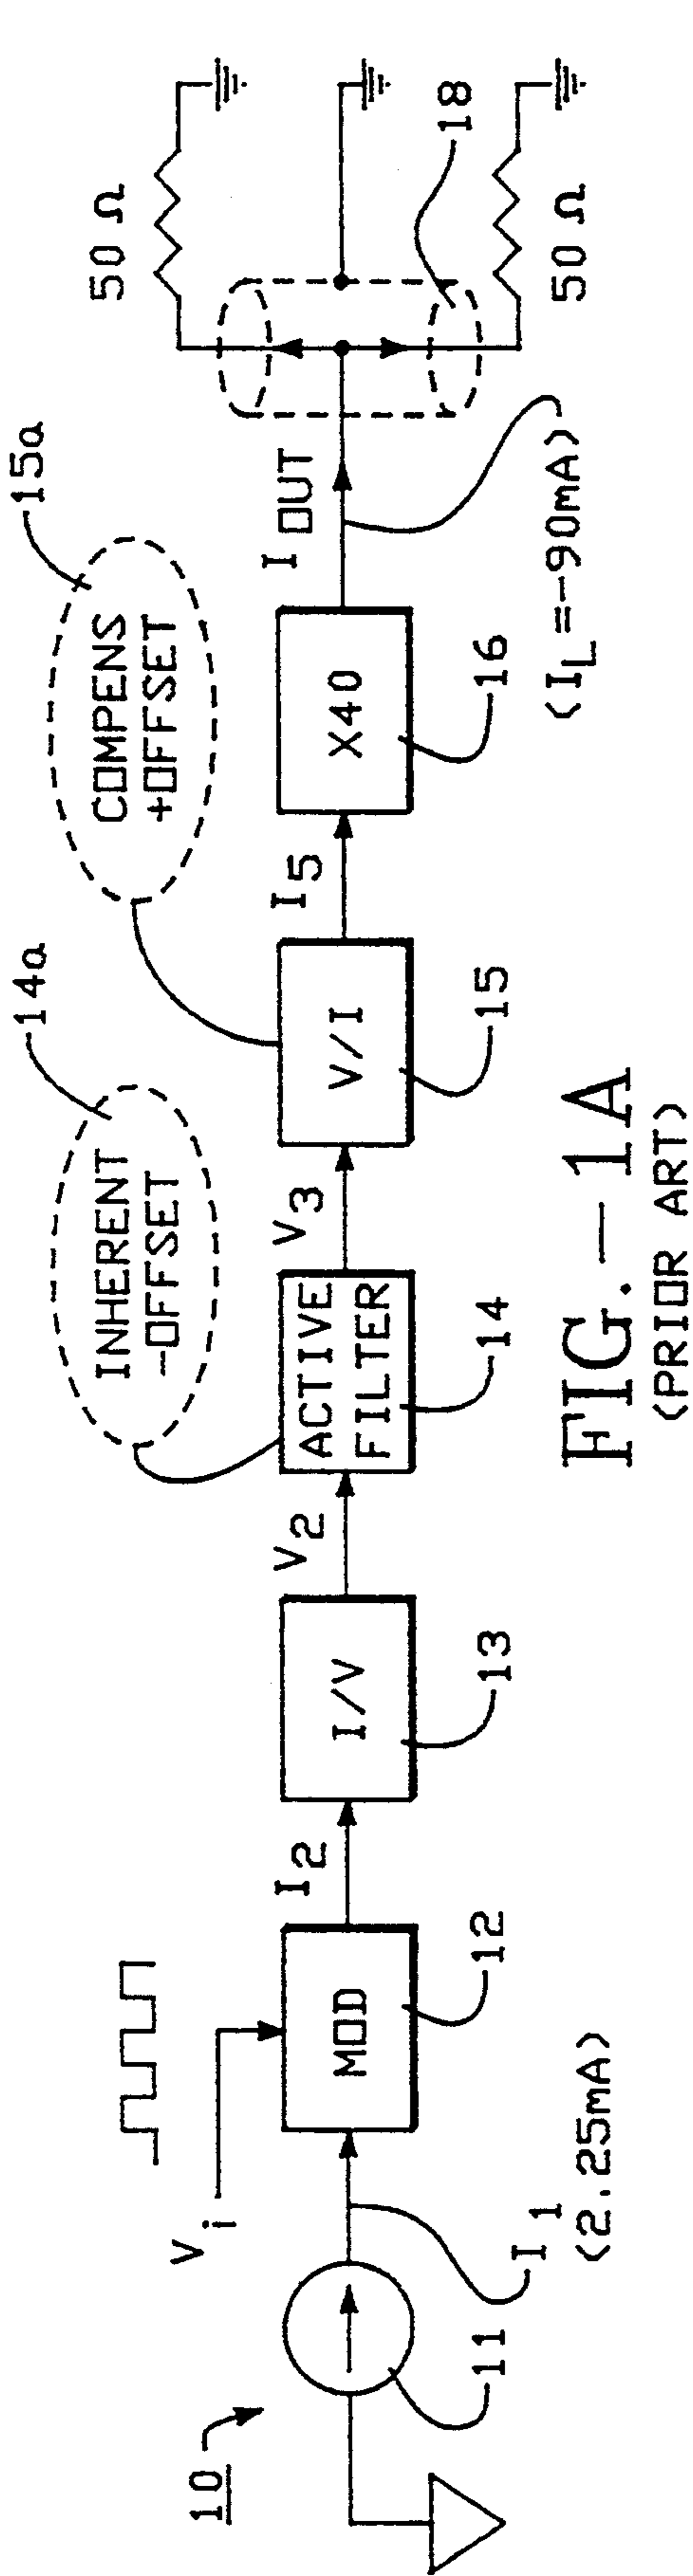 10
11
I1
(2.25mA)
Vi
MOD
12
I2
I/V
13
V2
ACTIVE
FILTER
14
INHERENT
-OFFSET
14a
V3
V/I
15
COMPENS
+OFFSET
15a
I5
X40
16
IOUT
(IL=-90mA)
18
50 Ω
50 Ω
FIG.-1A
(PRIOR ART)